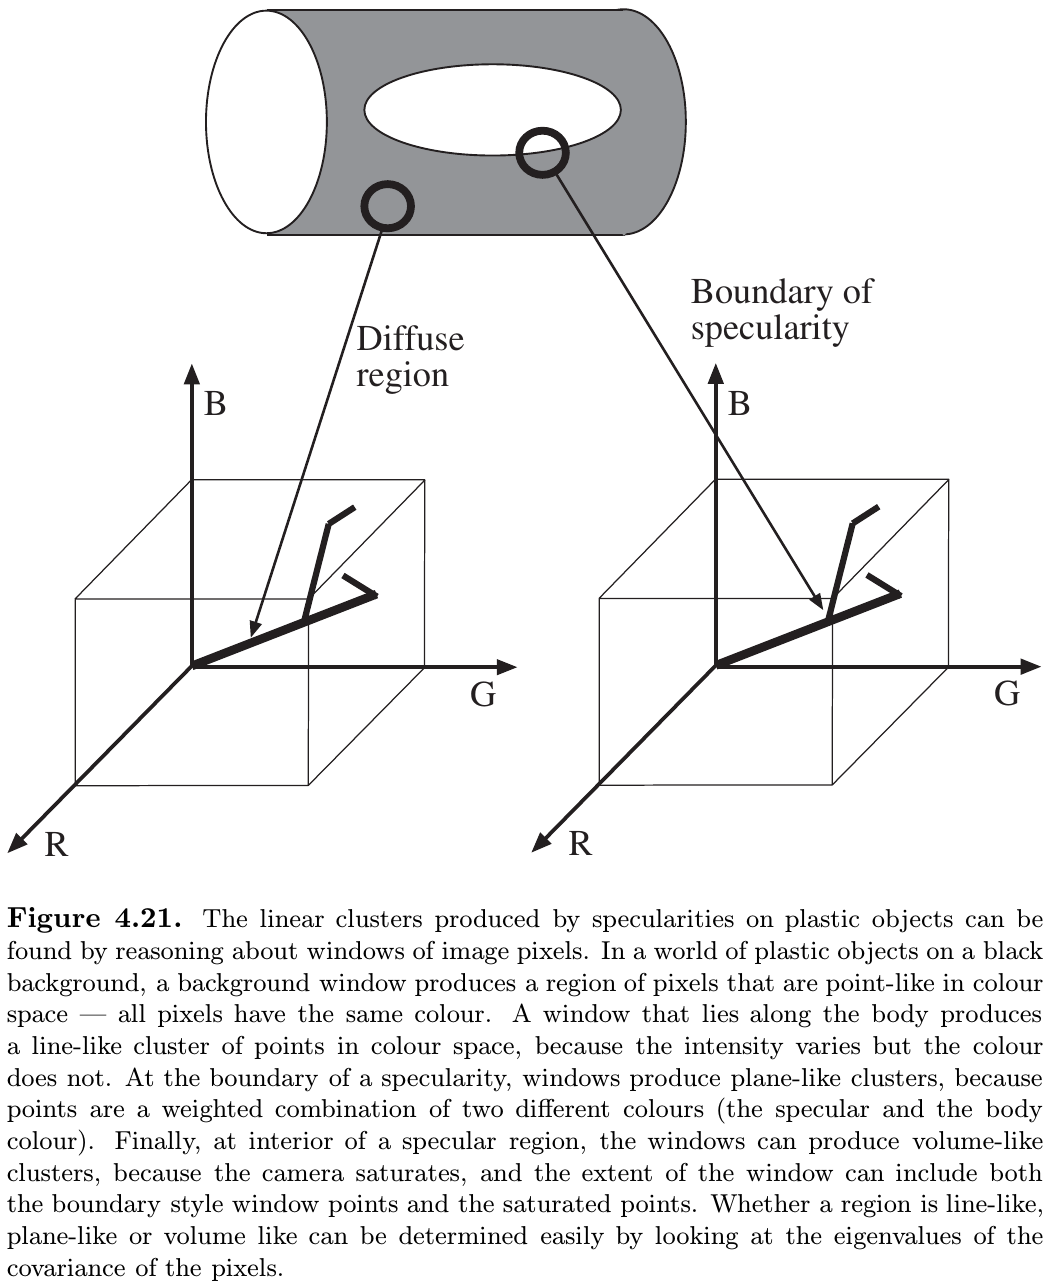 Boundary of
specularity
Diffuse
region
B
B
G
G
R
R
Figure 4.21. The linear clusters produced by specularities on plastic objects can be
found by reasoning about windows of image pixels. In a world of plastic objects on a black
background, a background window produces a region of pixels that are point-like in colour
space — all pixels have the same colour. A window that lies along the body produces
a line-like cluster of points in colour space, because the intensity varies but the colour
does not. At the boundary of a specularity, windows produce plane-like clusters, because
points are a weighted combination of two different colours (the specular and the body
colour). Finally, at interior of a specular region, the windows can produce volume-like
clusters, because the camera saturates, and the extent of the window can include both
the boundary style window points and the saturated points. Whether a region is line-like,
plane-like or volume like can be determined easily by looking at the eigenvalues of the
covariance of the pixels.